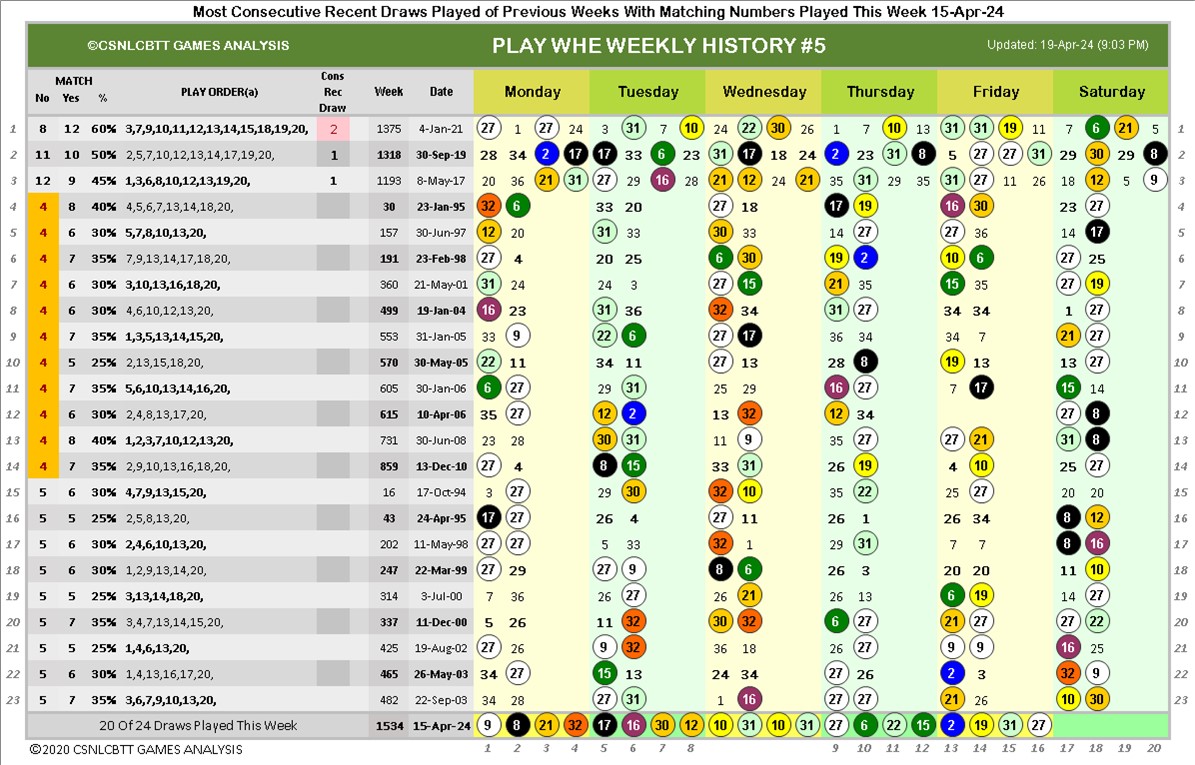 Most Consecutive Recent Draws Played of Previous Weeks With Matching Numbers Played This Week 15-Apr-24
©CSNLCBTT GAMES ANALYSIS PLAY WHE WEEKLY HISTORY #5 Updated: 19-Apr-24 (9:03 PM)
No MATCH Yes % PLAY ORDER(a) Cons Rec Draw Week Date Monday Tuesday Wednesday Thursday Friday Saturday
1 8 12 60% 3,7,9,10,11,12,13,14,15,18,19,20, 2 1375 4-Jan-21 27 1 27 24 3 31 7 10 24 22 30 26 1 7 10 13 31 31 19 11 7 6 21 5 1
2 11 10 50% 2,5,7,10,12,13,14,17,19,20, 1 1318 30-Sep-19 28 34 2 17 17 33 6 23 31 17 18 24 2 23 31 8 5 27 27 31 29 30 29 8 2
3 12 9 45% 1,3,6,8,10,12,13,19,20, 1 1195 8-May-17 20 36 21 31 27 29 16 28 21 12 24 21 35 31 29 35 31 27 11 26 18 12 5 9 3
4 4 8 40% 4,5,6,7,13,14,18,20, 30 23-Jan-95 32 6 33 20 27 18 17 19 16 30 23 27 4
5 4 6 30% 5,7,8,10,13,20, 157 30-Jun-97 12 20 31 33 30 33 14 27 27 36 14 17 5
6 4 7 35% 7,9,13,14,17,18,20, 191 23-Feb-98 27 4 20 25 6 30 19 2 10 6 27 25 6
7 4 6 30% 3,10,13,16,18,20, 360 21-May-01 31 24 24 3 27 15 21 35 15 35 27 19 7
8 4 6 30% 4,6,10,12,13,20, 499 19-Jan-04 16 23 31 36 32 34 31 27 34 34 1 27 8
9 4 7 35% 1,3,5,13,14,15,20, 553 31-Jan-05 33 9 22 6 27 17 36 34 34 7 21 27 9
10 4 5 25% 2,13,15,18,20, 570 30-May-05 22 11 34 11 27 13 28 8 19 13 13 27 10
11 4 7 35% 5,6,10,13,14,16,20, 605 30-Jan-06 6 27 29 31 25 29 16 27 7 17 15 14 11
12 4 6 30% 2,4,8,13,17,20, 615 10-Apr-06 35 27 12 2 13 32 12 34 27 8 12
13 4 8 40% 1,2,3,7,10,12,13,20, 731 30-Jun-08 23 28 30 31 11 9 35 27 27 21 31 8 13
14 4 7 35% 2,9,10,13,16,18,20, 859 13-Dec-10 27 4 8 15 33 31 26 19 4 10 25 27 14
15 5 6 30% 4,7,9,13,15,20, 16 17-Oct-94 3 27 29 30 32 10 35 22 25 27 20 20 15
16 5 5 25% 2,5,8,13,20, 43 24-Apr-95 17 27 26 4 27 11 26 1 26 34 8 12 16
17 5 6 30% 2,4,6,10,13,20, 202 11-May-98 27 27 5 33 32 1 29 31 7 7 8 16 17
18 5 6 30% 1,2,9,13,14,20, 247 22-Mar-99 27 29 27 9 8 6 26 3 20 20 11 10 18
19 5 5 25% 3,13,14,18,20, 314 3-Jul-00 7 36 26 27 26 21 26 13 6 19 14 27 19
20 5 7 35% 3,4,7,13,14,15,20, 337 11-Dec-00 5 26 11 32 30 32 6 27 21 27 27 22 20
21 5 5 25% 1,4,6,13,20, 425 19-Aug-02 27 26 9 32 36 18 26 27 9 9 16 25 21
22 5 6 30% 1,4,13,16,17,20, 465 26-May-03 34 27 15 13 24 34 27 27 2 3 32 9 22
23 5 7 35% 3,6,7,9,10,13,20, 482 22-Sep-03 34 28 27 31 1 16 27 27 21 26 10 30 23
20 Of 24 Draws Played This Week 1534 15-Apr-24 9 8 21 32 17 16 30 12 10 31 10 31 27 6 22 15 2 19 31 27
©2020 CSNLCBTT GAMES ANALYSIS 1 2 3 4 5 6 7 8 9 10 11 12 13 14 15 16 17 18 19 20